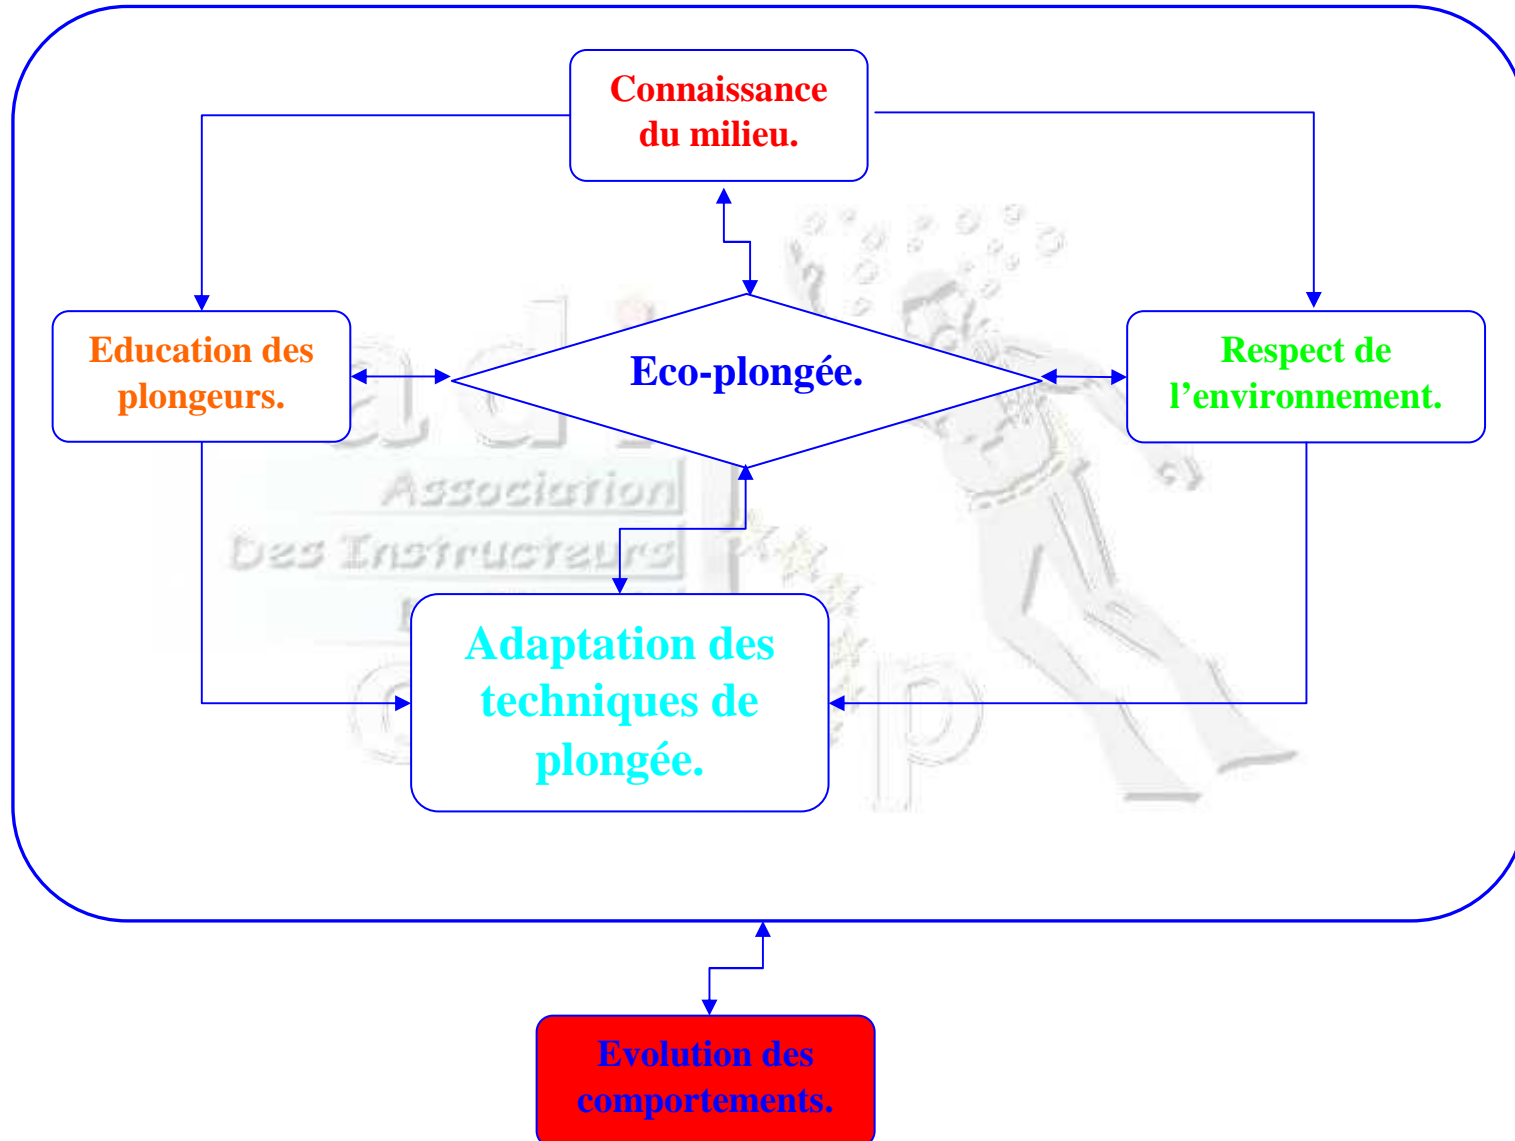 Connaissance
du milieu.
Education des
plongeurs.
Eco-plongée.
Respect de
l’environnement.
adi
Association
Des Instructeurs
Adaptation des
techniques de
plongée.
p
Evolution des
comportements.